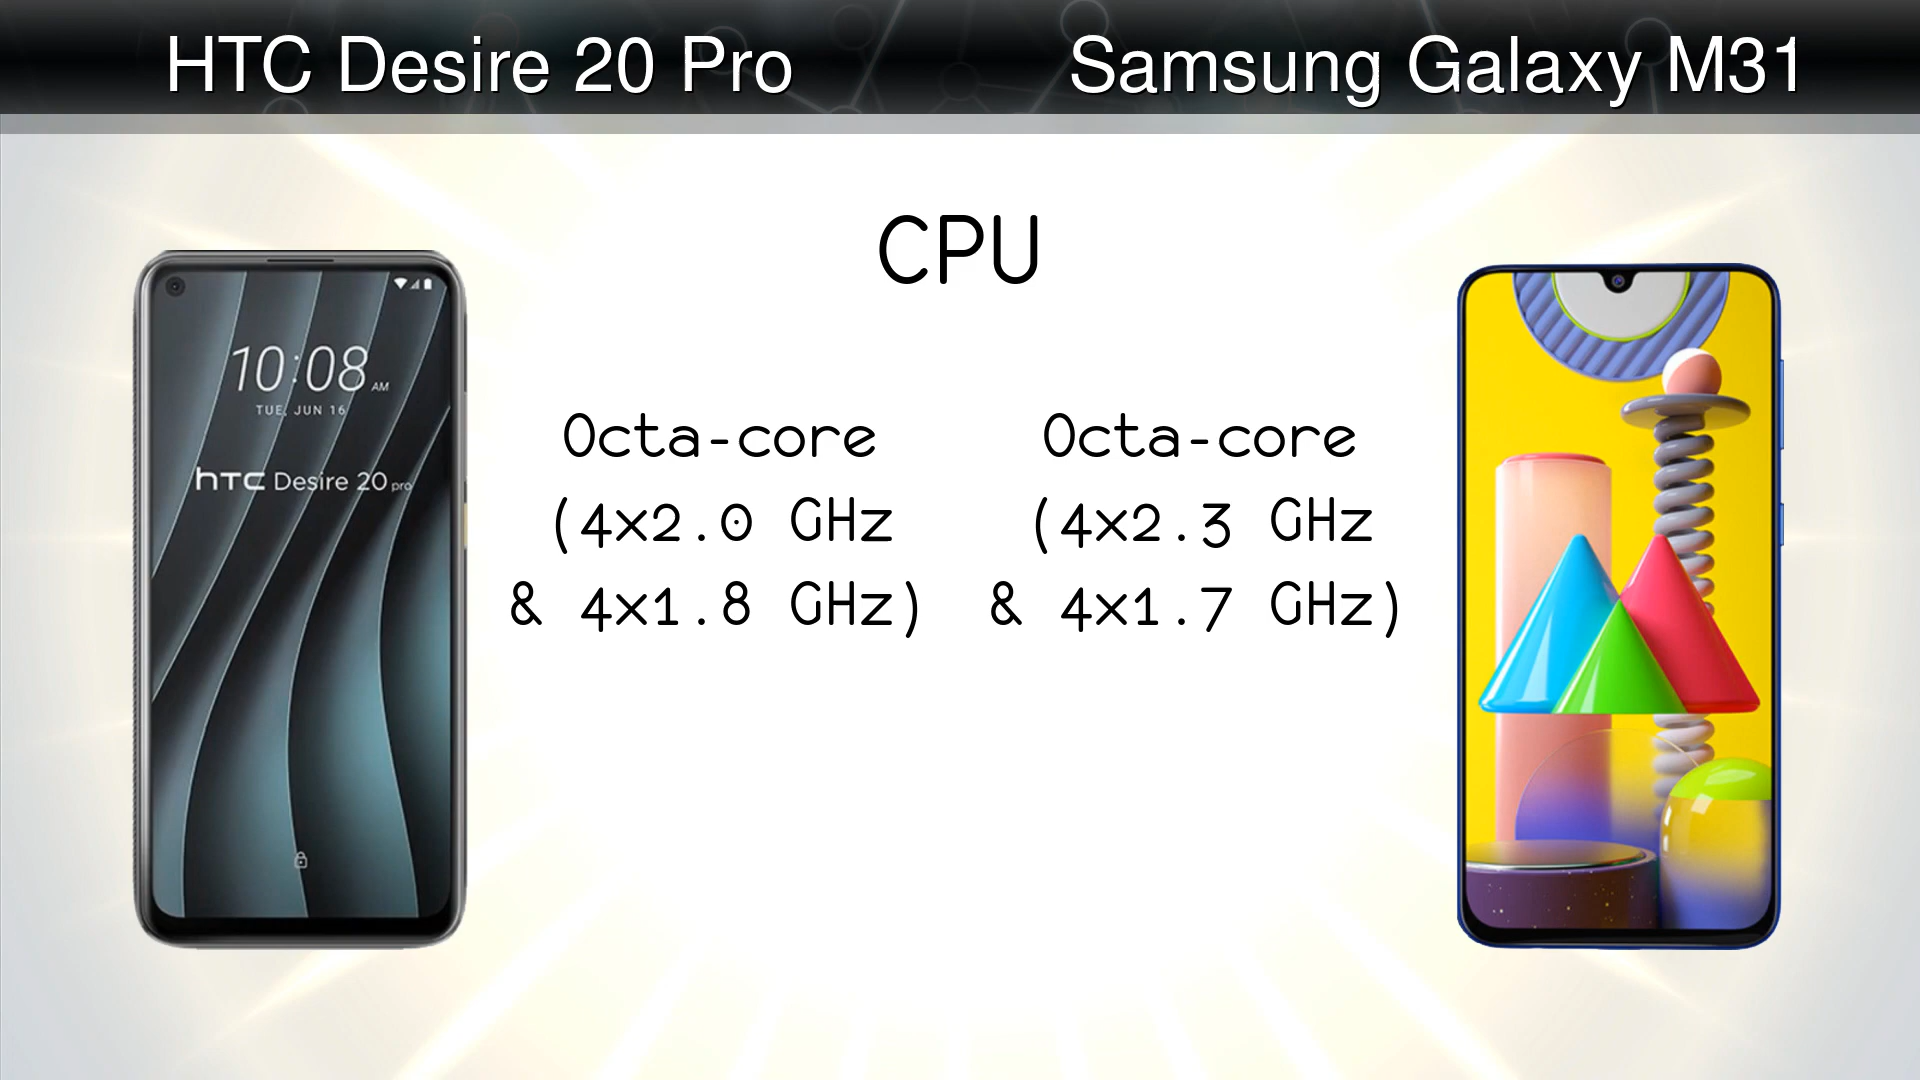 HTC Desire 20 Pro
Samsung Galaxy M31
CPU
10:08 AM
TUE, JUN 16
hTC Desire 20 pro
Octa-core
(4x2.0 GHz
& 4x1.8 GHz)
Octa-core
(4x2.3 GHz
& 4x1.7 GHz)